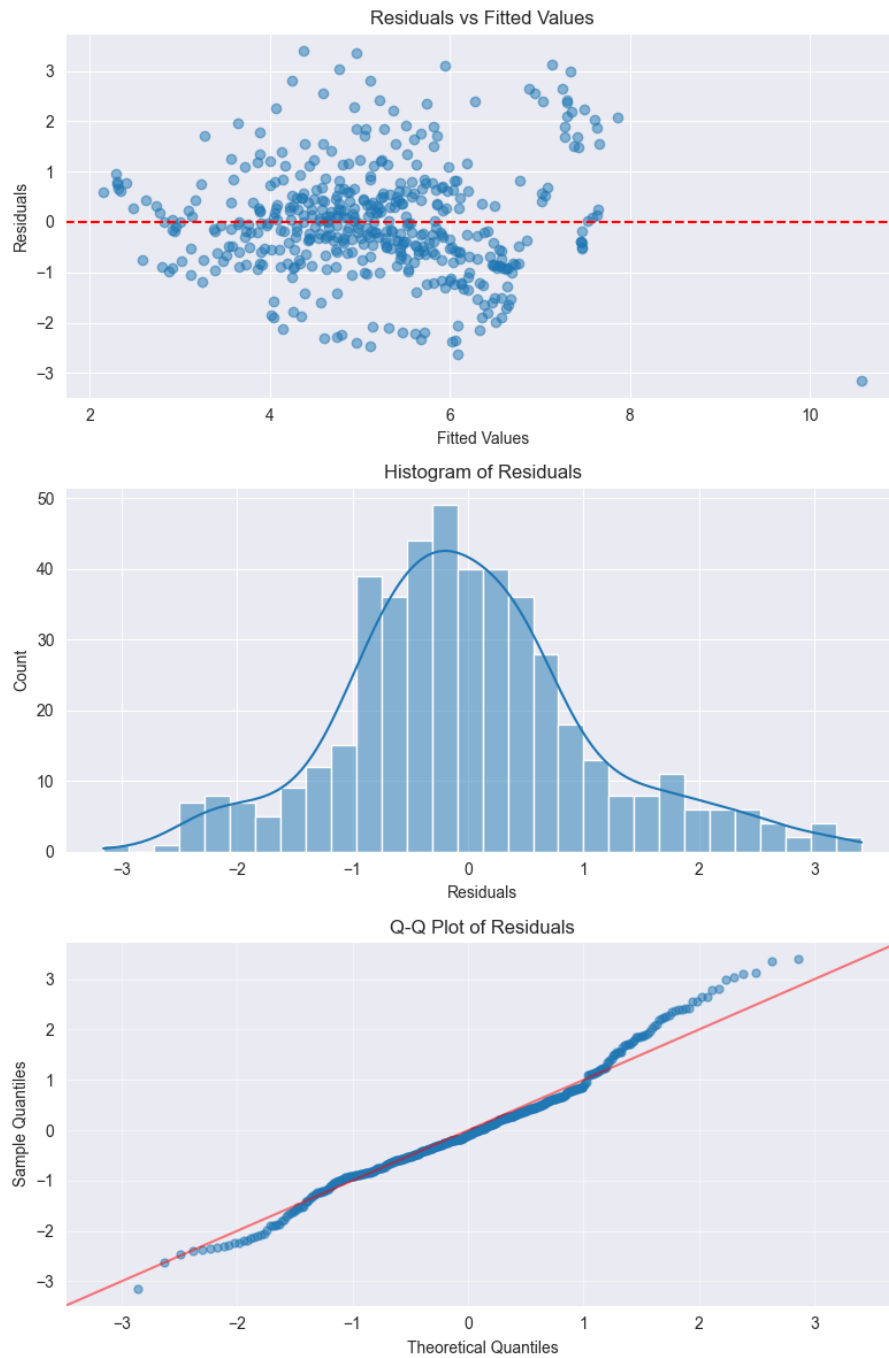 Residuals vs Fitted Values
3
2
1
0
−1
−2
−3
Residuals
2 4 6 8 10
Fitted Values
Histogram of Residuals
50
40
30
20
10
0
Count
−3 −2 −1 0 1 2 3
Residuals
Q-Q Plot of Residuals
3
2
1
0
−1
−2
−3
Sample Quantiles
−3 −2 −1 0 1 2 3
Theoretical Quantiles